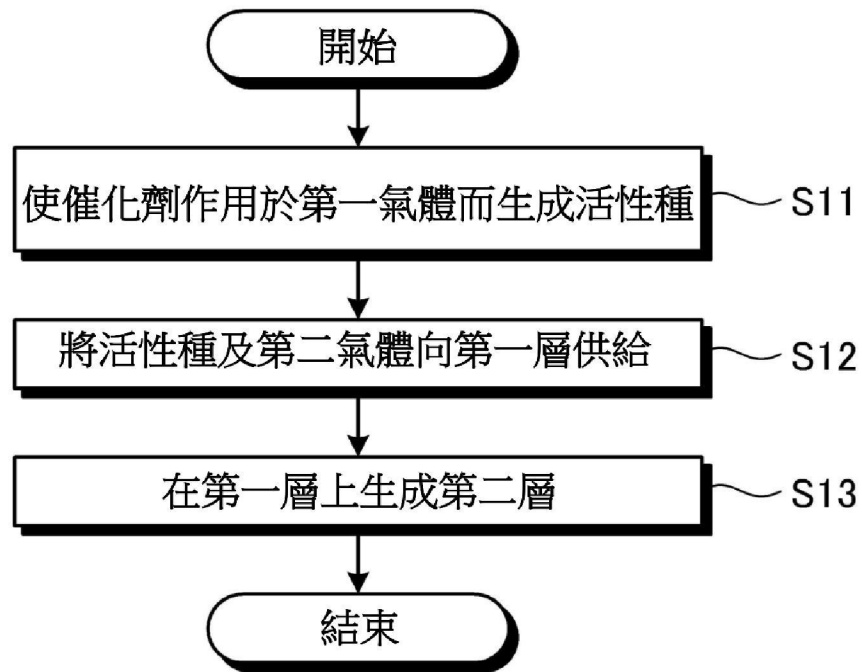 開始
使催化劑作用於第一氣體而生成活性種
S11
將活性種及第二氣體向第一層供給
S12
在第一層上生成第二層
S13
結束